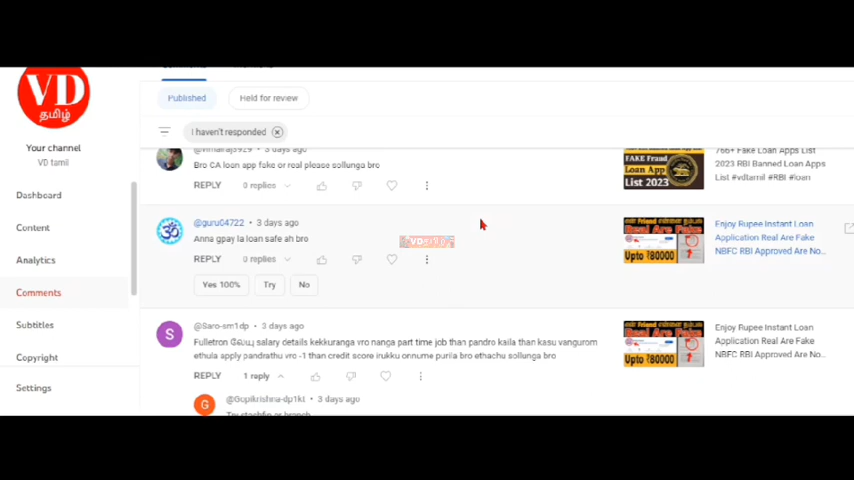 VD
தமிழ்
Your channel
VD tamil
Dashboard
Content
Analytics
Comments
Subtitles
Copyright
Settings
Published
Held for review
I haven't responded
3 days ago
Bro CA loan app fake or real please sollunga bro
REPLY
0 replies
FAKE Fraud
Loan App
List 2023
766+ Fake Loan Apps List
2023 RBI Banned Loan Apps
List #vdtamil #RBI #loan
@guru04722 • 3 days ago
Anna gpay la loan safe ah bro
REPLY
0 replies
Yes 100%
Try
No
Real Are Fake
Upto ₹80000
Enjoy Rupee Instant Loan
Application Real Are Fake
NBFC RBI Approved Are No...
S
@Saro-sm1dp • 3 days ago
Fulletron salary details kekkuranga vro nanga part time job than pandro kaila than kasu vangurom
ethula apply pandrathu vro -1 than credit score irukku onnume purila bro ethachu sollunga bro
REPLY
1 reply
Real Are Fake
Upto ₹80000
Enjoy Rupee Instant Loan
Application Real Are Fake
NBFC RBI Approved Are No...
G
@Gopikrishna-dp1kt • 3 days ago